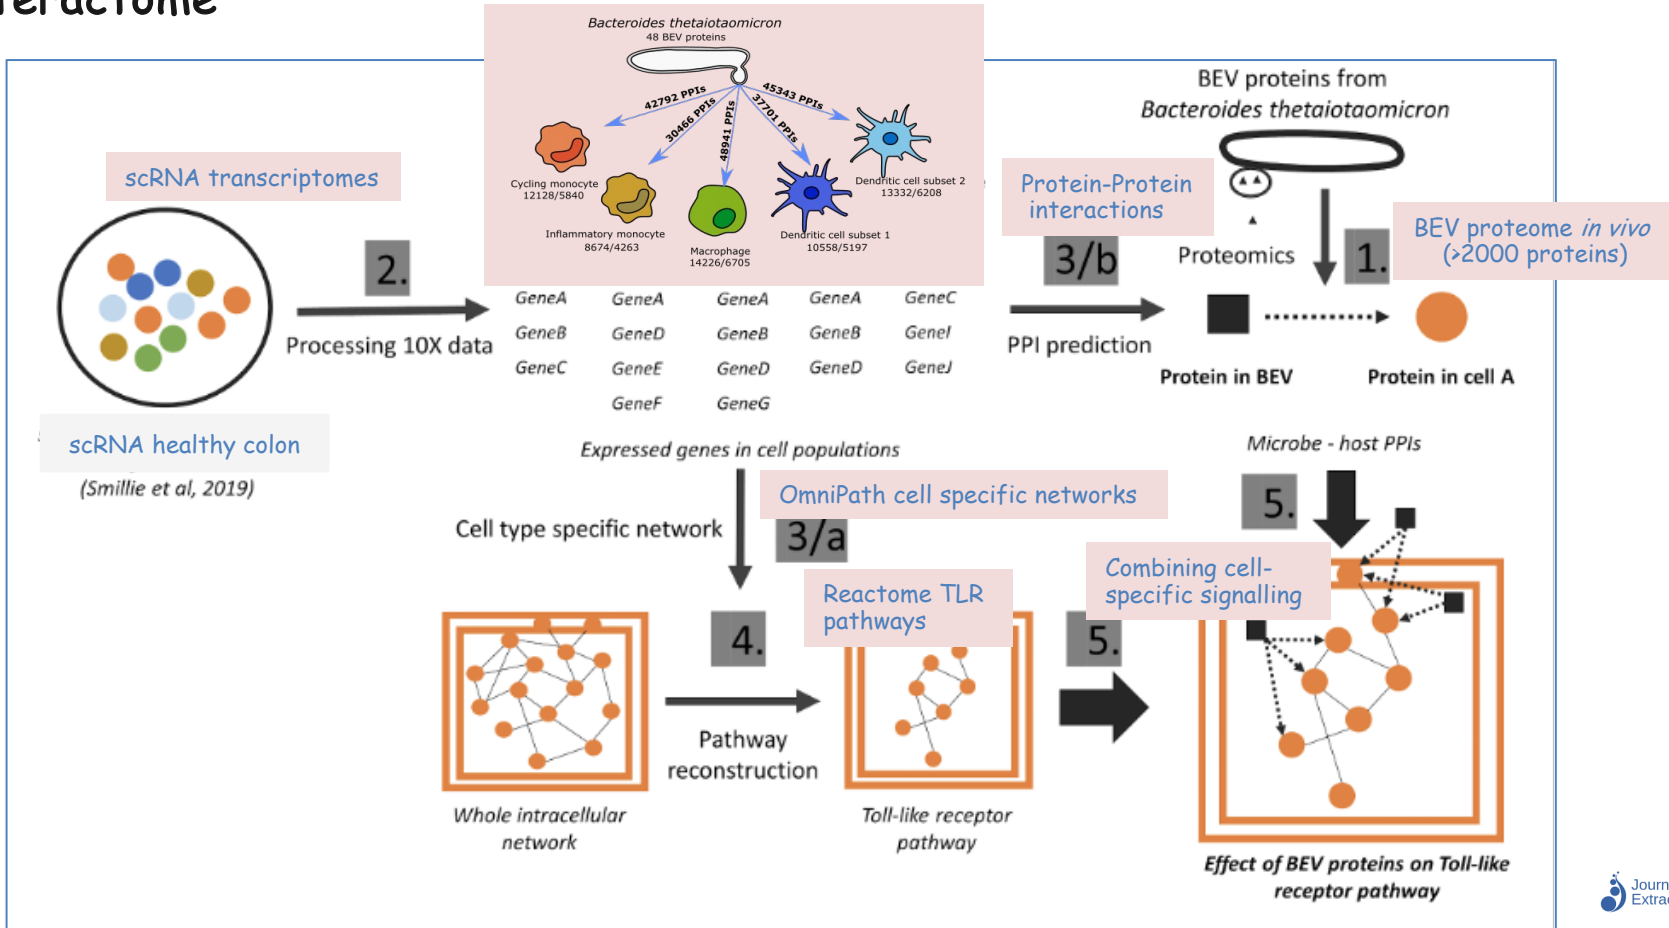 Bacteroides thetaiotaomicron
48 BEV proteins
42792 PPIs
30466 PPIs
48941 PPIs
37701 PPIs
45343 PPIs
Cycling monocyte
12128/5840
Inflammatory monocyte
8674/4263
Macrophage
14226/6705
Dendritic cell subset 1
10558/5197
Dendritic cell subset 2
13332/6208
BEV proteins from
Bacteroides thetaiotaomicron
scRNA transcriptomes
Protein-Protein
interactions
BEV proteome in vivo
(>2000 proteins)
2.
Processing 10X data
3/b
PPI prediction
Proteomics
1.
GeneA GeneA GeneA GeneA GeneC
GeneB GeneD GeneB GeneB GeneI
GeneC GeneE GeneD GeneD GeneJ
GeneF GeneG
Protein in BEV
Protein in cell A
scRNA healthy colon
(Smillie et al, 2019)
Expressed genes in cell populations
Microbe - host PPIs
OmniPath cell specific networks
Cell type specific network
3/a
5.
Combining cell-
specific signalling
Reactome TLR
pathways
4.
5.
Pathway
reconstruction
Whole intracellular
network
Toll-like receptor
pathway
Effect of BEV proteins on Toll-like
receptor pathway